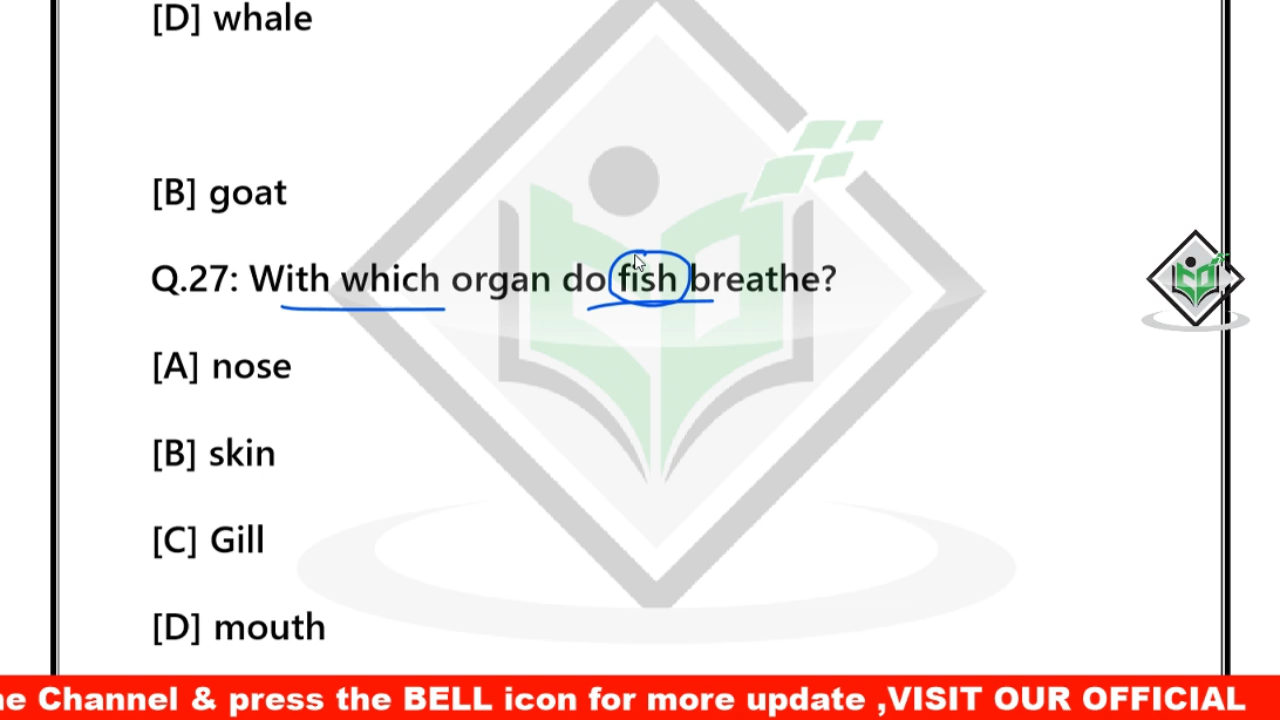 [D] whale
[B] goat
Q.27: With which organ do fish breathe?
[A] nose
[B] skin
[C] Gill
[D] mouth
Channel & press the BELL icon for more update ,VISIT OUR OFFICIAL